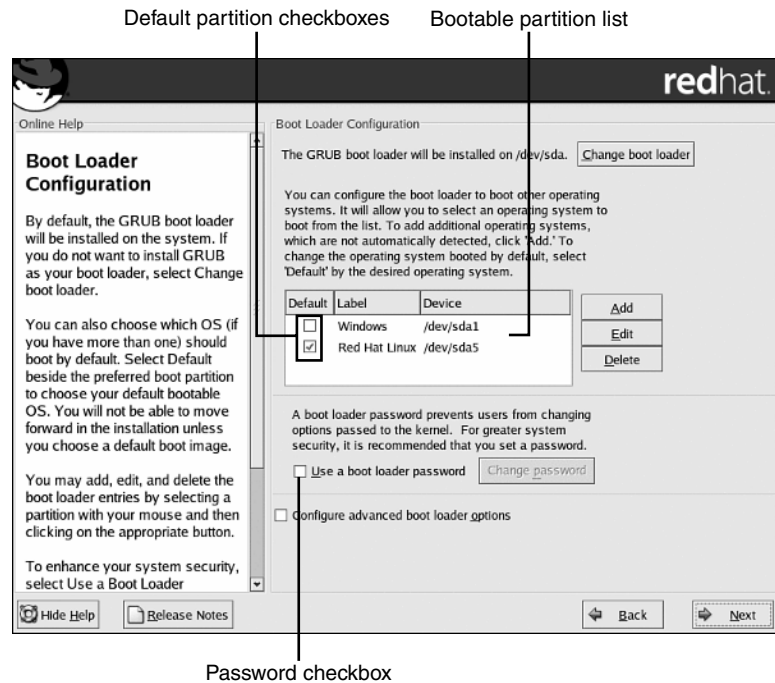 Default partition checkboxes
Bootable partition list
redhat.
Online Help
Boot Loader
Configuration
By default, the GRUB boot loader
will be installed on the system. If
you do not want to install GRUB
as your boot loader, select Change
boot loader.
You can also choose which OS (if
you have more than one) should
boot by default. Select Default
beside the preferred boot partition
to choose your default bootable
OS. You will not be able to move
forward in the installation unless
you choose a default boot image.
You may add, edit, and delete the
boot loader entries by selecting a
partition with your mouse and then
clicking on the appropriate button.
To enhance your system security,
select Use a Boot Loader
Boot Loader Configuration
The GRUB boot loader will be installed on /dev/sda.
Change boot loader
You can configure the boot loader to boot other operating
systems. It will allow you to select an operating system to
boot from the list. To add additional operating systems,
which are not automatically detected, click 'Add.' To
change the operating system booted by default, select
'Default' by the desired operating system.
Default Label Device
Windows /dev/sda1
Red Hat Linux /dev/sda5
Add
Edit
Delete
A boot loader password prevents users from changing
options passed to the kernel. For greater system
security, it is recommended that you set a password.
Use a boot loader password
Change password
Configure advanced boot loader options
Hide Help
Release Notes
Back
Next
Password checkbox